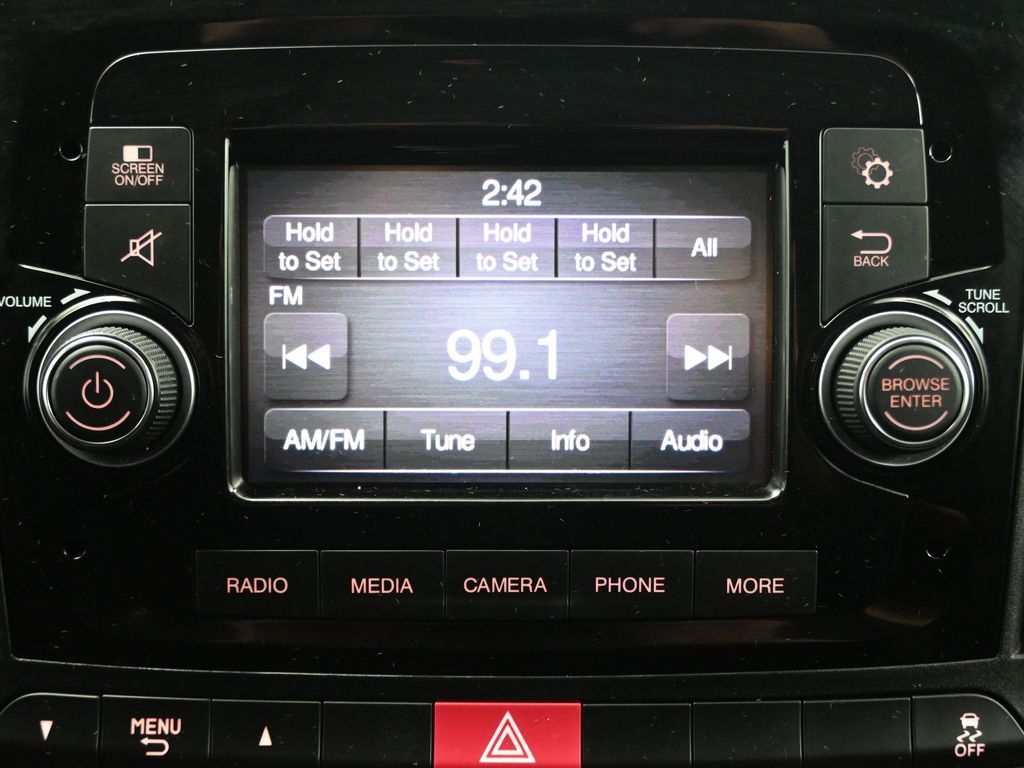 SCREEN
ON/OFF
2:42
Hold
to Set
Hold
to Set
Hold
to Set
Hold
to Set
All
BACK
FM
VOLUME
TUNE
SCROLL
99.1
BROWSE
ENTER
AM/FM
Tune
Info
Audio
RADIO
MEDIA
CAMERA
PHONE
MORE
MENU
OFF